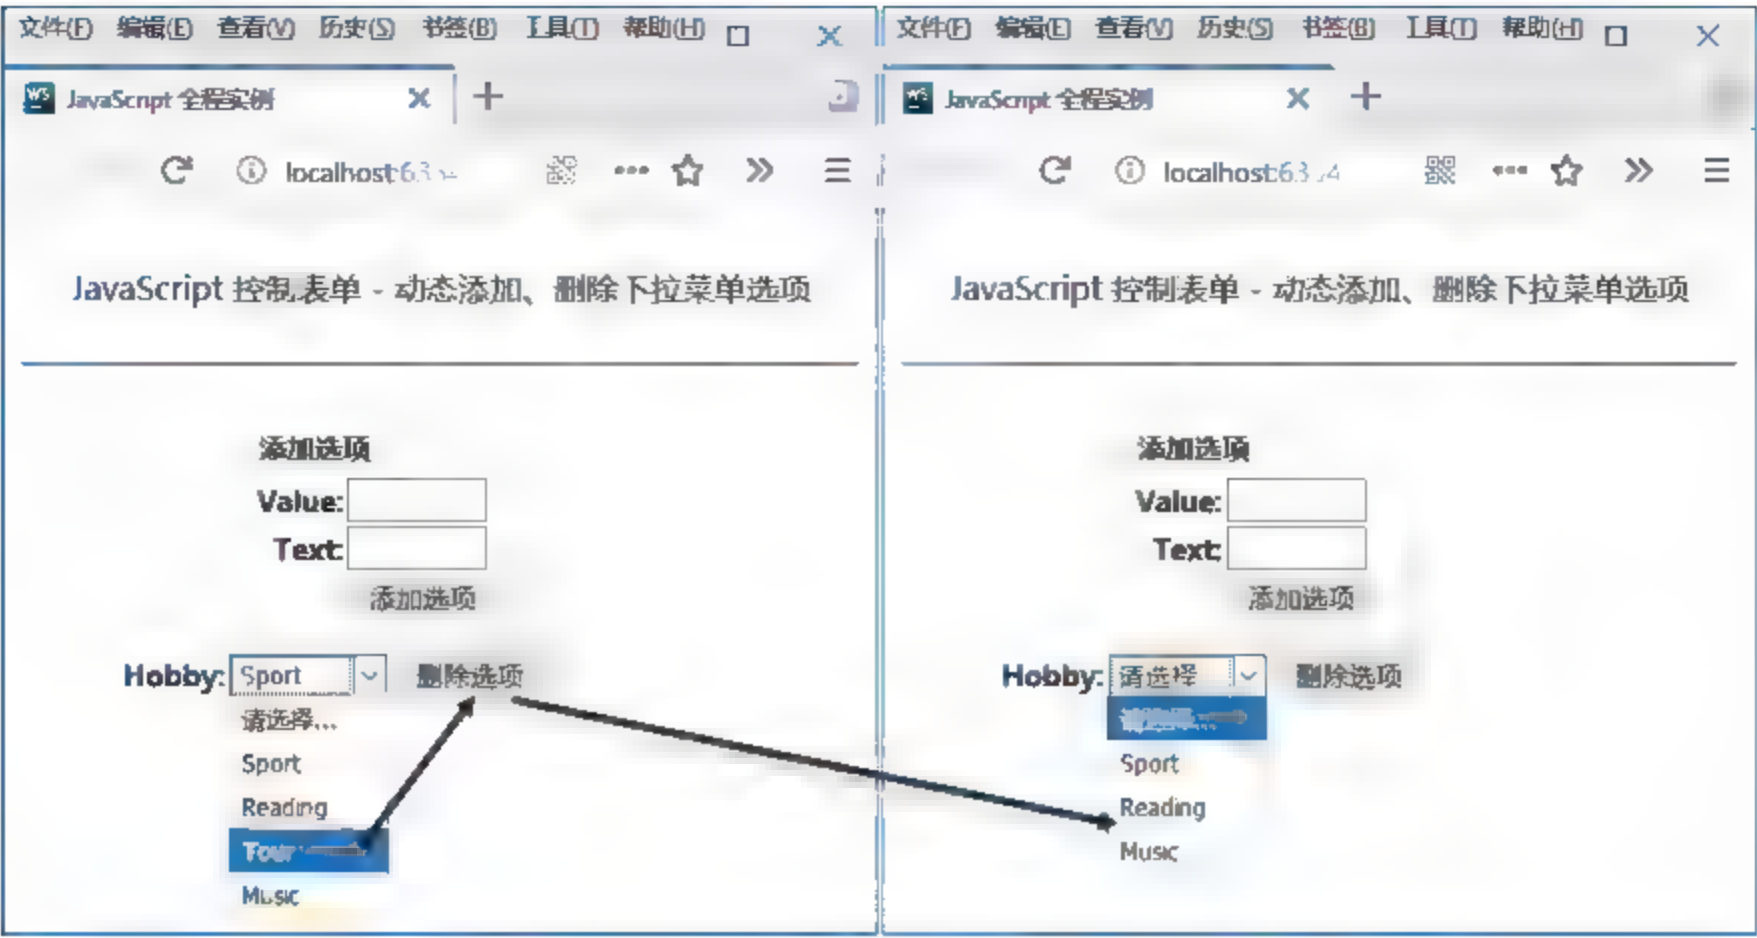 文件(F) 编辑(E) 查看(V) 历史(S) 书签(B) 工具(T) 帮助(H)
JavaScript 全程实例
localhost:63
JavaScript 控制表单 - 动态添加、删除下拉菜单选项
添加选项
Value:
Text:
添加选项
Hobby: Sport 删除选项
请选择...
Sport
Reading
Tour
Music
文件(F) 编辑(E) 查看(V) 历史(S) 书签(B) 工具(T) 帮助(H)
JavaScript 全程实例
localhost:63
JavaScript 控制表单 - 动态添加、删除下拉菜单选项
添加选项
Value:
Text:
添加选项
Hobby: 请选择 删除选项
Sport
Reading
Music